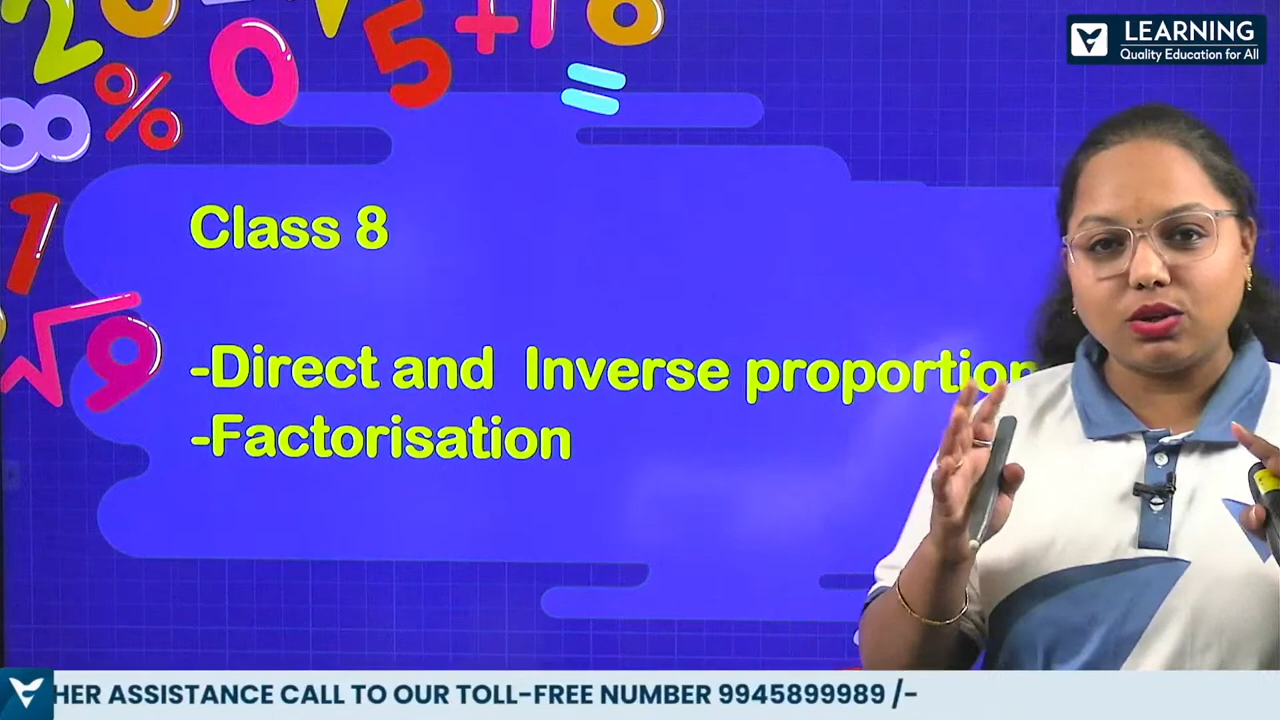 LEARNING
Quality Education for All
Class 8
-Direct and Inverse proportion
-Factorisation
HER ASSISTANCE CALL TO OUR TOLL-FREE NUMBER 9945899989 /-